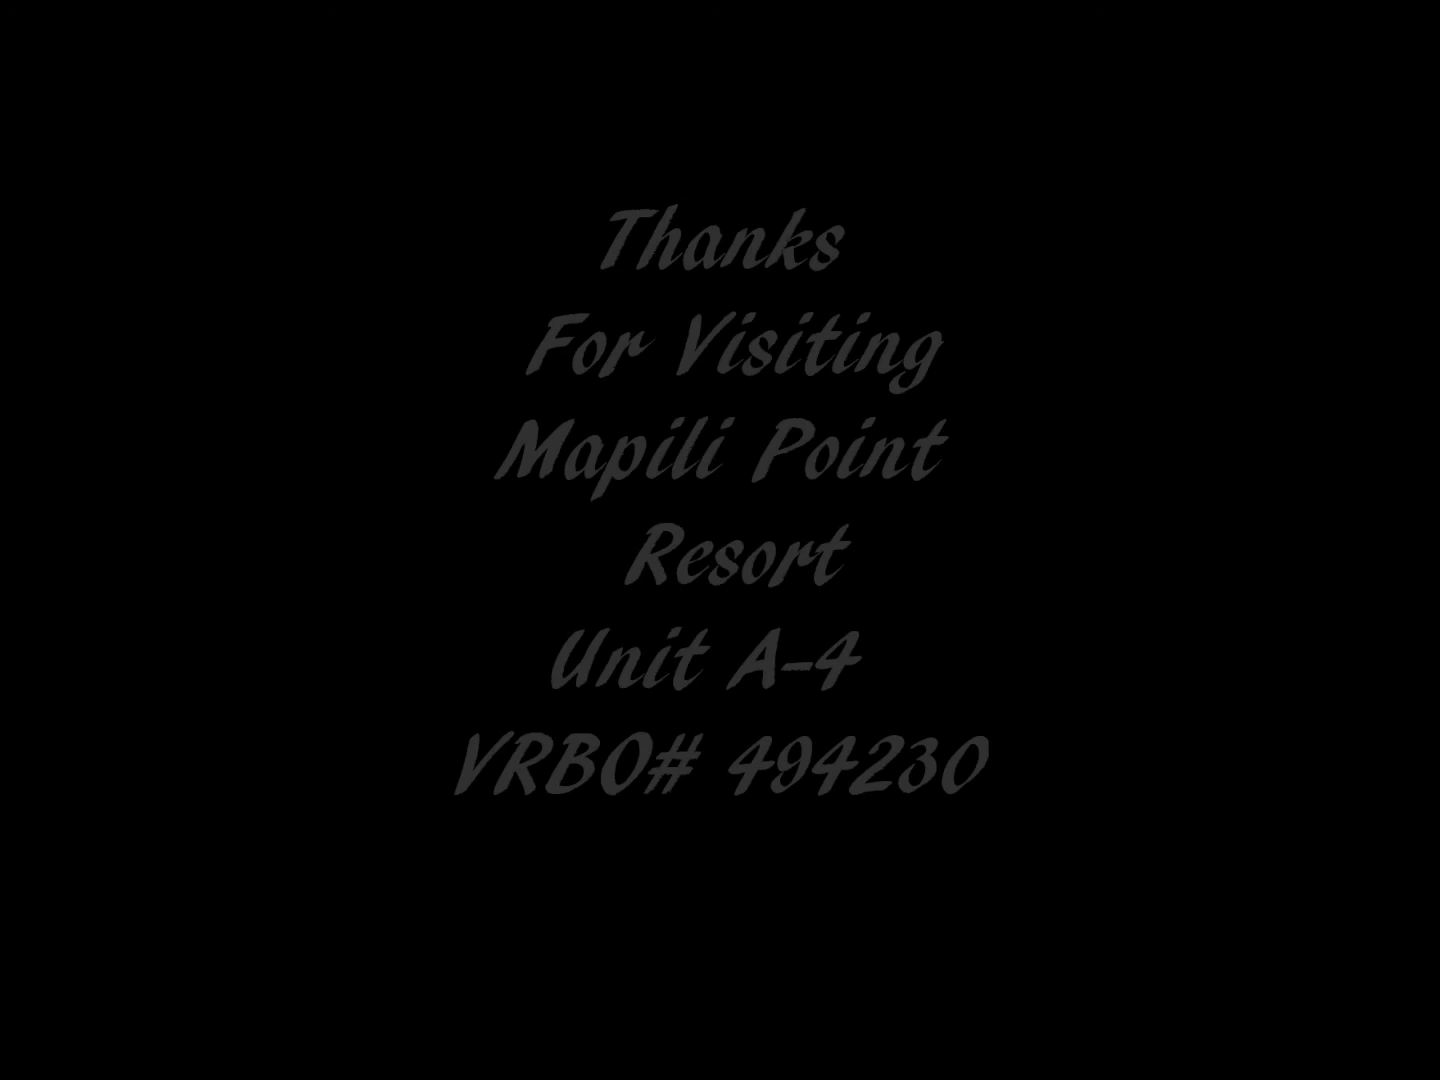 Thanks
For Visiting
Mapili Point
Resort
Unit A-4
VRBO# 494230